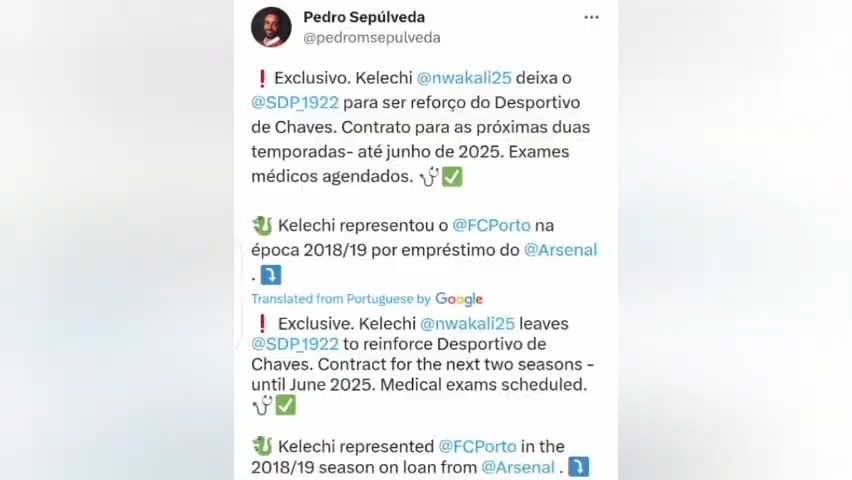 Pedro Sepúlveda
@pedromsepulveda
❗Exclusivo. Kelechi @nwakali25 deixa o
@SDP_1922 para ser reforço do Desportivo
de Chaves. Contrato para as próximas duas
temporadas- até junho de 2025. Exames
médicos agendados. 🩺✅
🐉 Kelechi representou o @FCPorto na
época 2018/19 por empréstimo do @Arsenal
. ⤵️
Translated from Portuguese by Google
❗ Exclusive. Kelechi @nwakali25 leaves
@SDP_1922 to reinforce Desportivo de
Chaves. Contract for the next two seasons -
until June 2025. Medical exams scheduled.
🩺✅
🐉 Kelechi represented @FCPorto in the
2018/19 season on loan from @Arsenal . ⤵️